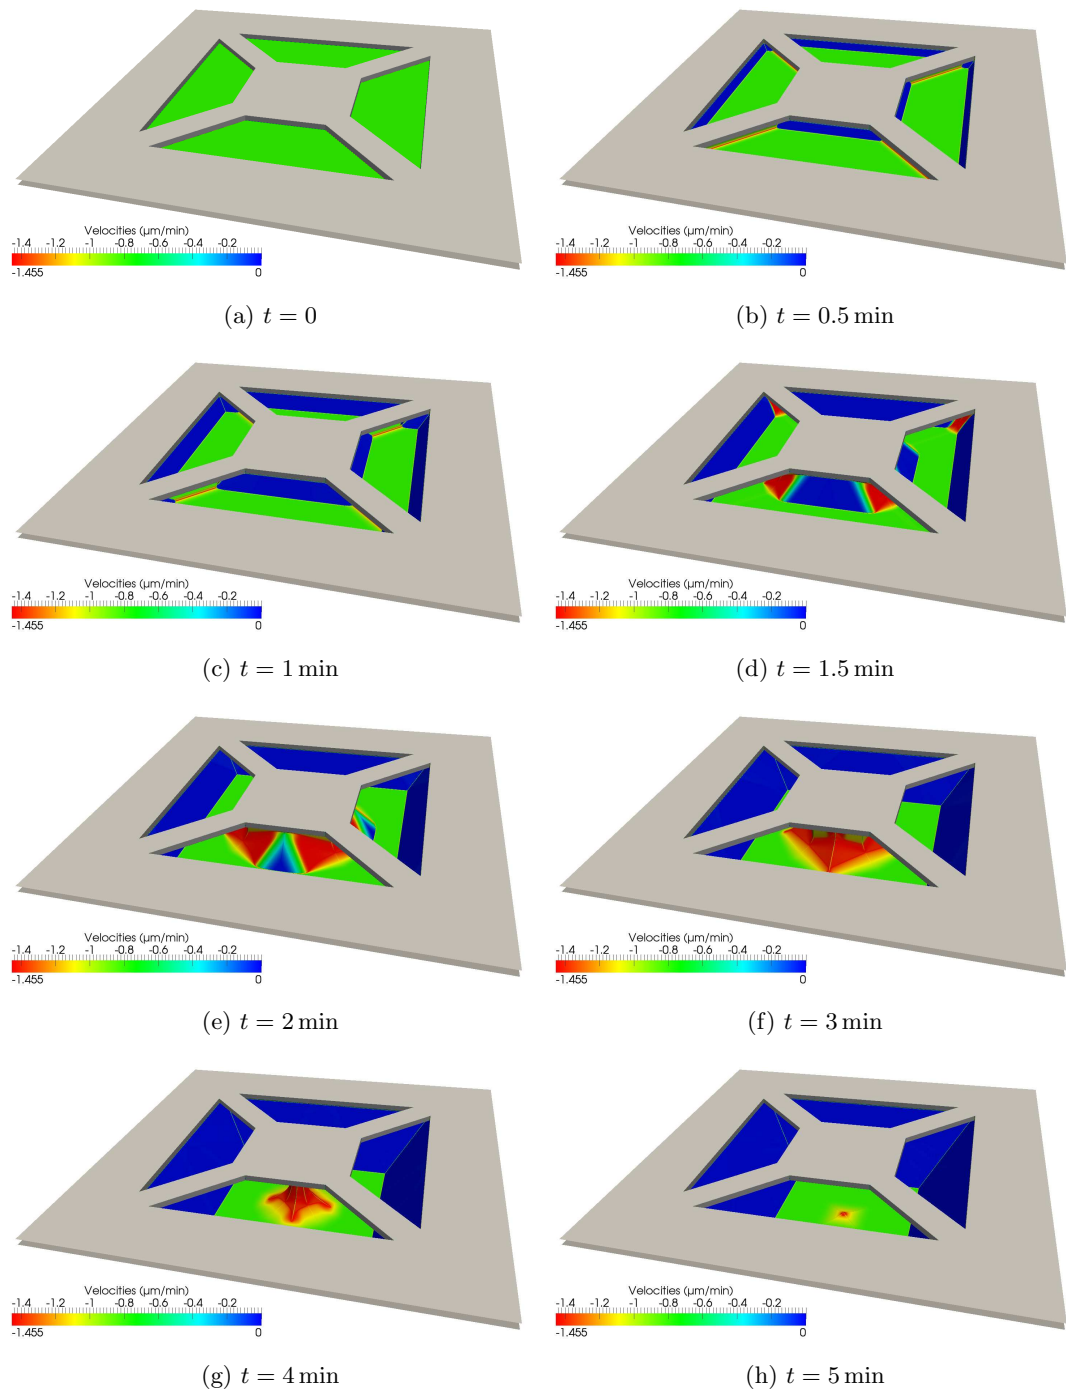 Velocities (µm/min)
-1.4 -1.2 -1 -0.8 -0.6 -0.4 -0.2
-1.455 0
(a) t = 0
Velocities (µm/min)
-1.4 -1.2 -1 -0.8 -0.6 -0.4 -0.2
-1.455 0
(b) t = 0.5 min
Velocities (µm/min)
-1.4 -1.2 -1 -0.8 -0.6 -0.4 -0.2
-1.455 0
(c) t = 1 min
Velocities (µm/min)
-1.4 -1.2 -1 -0.8 -0.6 -0.4 -0.2
-1.455 0
(d) t = 1.5 min
Velocities (µm/min)
-1.4 -1.2 -1 -0.8 -0.6 -0.4 -0.2
-1.455 0
(e) t = 2 min
Velocities (µm/min)
-1.4 -1.2 -1 -0.8 -0.6 -0.4 -0.2
-1.455 0
(f) t = 3 min
Velocities (µm/min)
-1.4 -1.2 -1 -0.8 -0.6 -0.4 -0.2
-1.455 0
(g) t = 4 min
Velocities (µm/min)
-1.4 -1.2 -1 -0.8 -0.6 -0.4 -0.2
-1.455 0
(h) t = 5 min